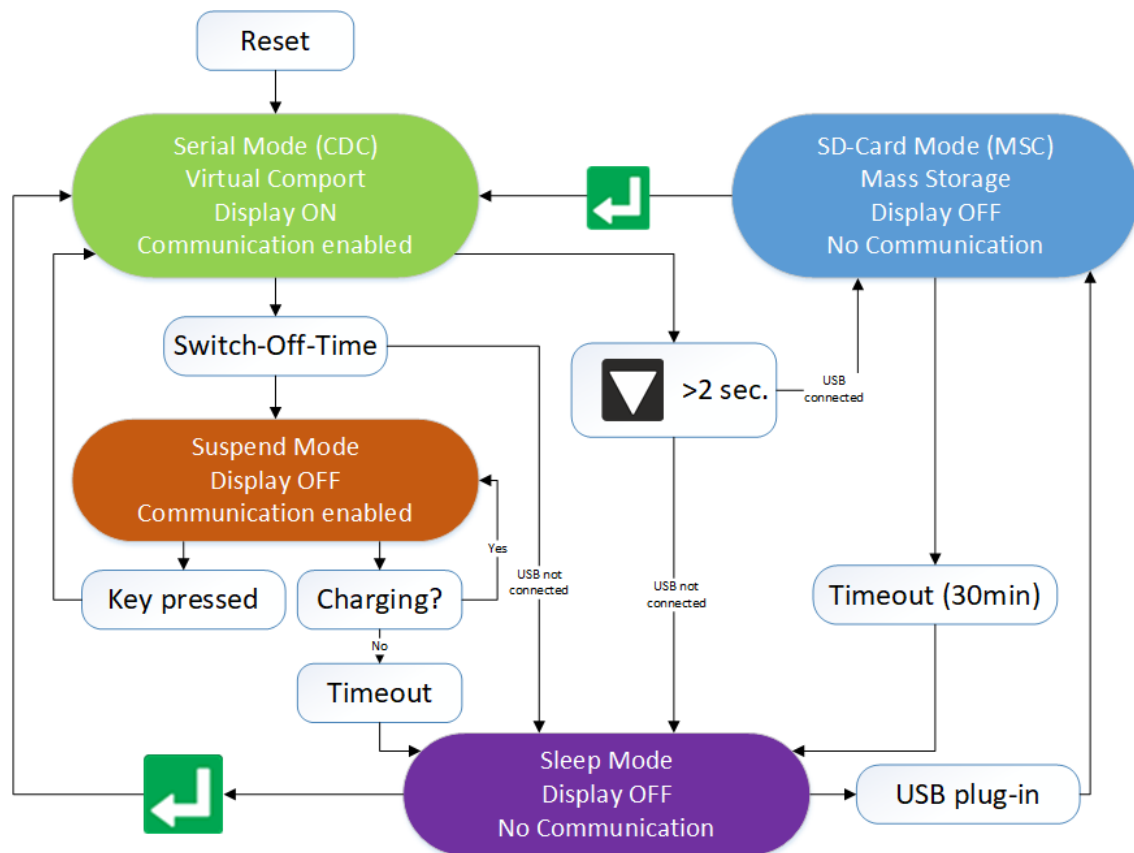 Reset
Serial Mode (CDC)
Virtual Comport
Display ON
Communication enabled
SD-Card Mode (MSC)
Mass Storage
Display OFF
No Communication
Switch-Off-Time
>2 sec.
USB
connected
Suspend Mode
Display OFF
Communication enabled
Yes
USB not
connected
USB not
connected
Key pressed
Charging?
Timeout (30min)
No
Timeout
Sleep Mode
Display OFF
No Communication
USB plug-in